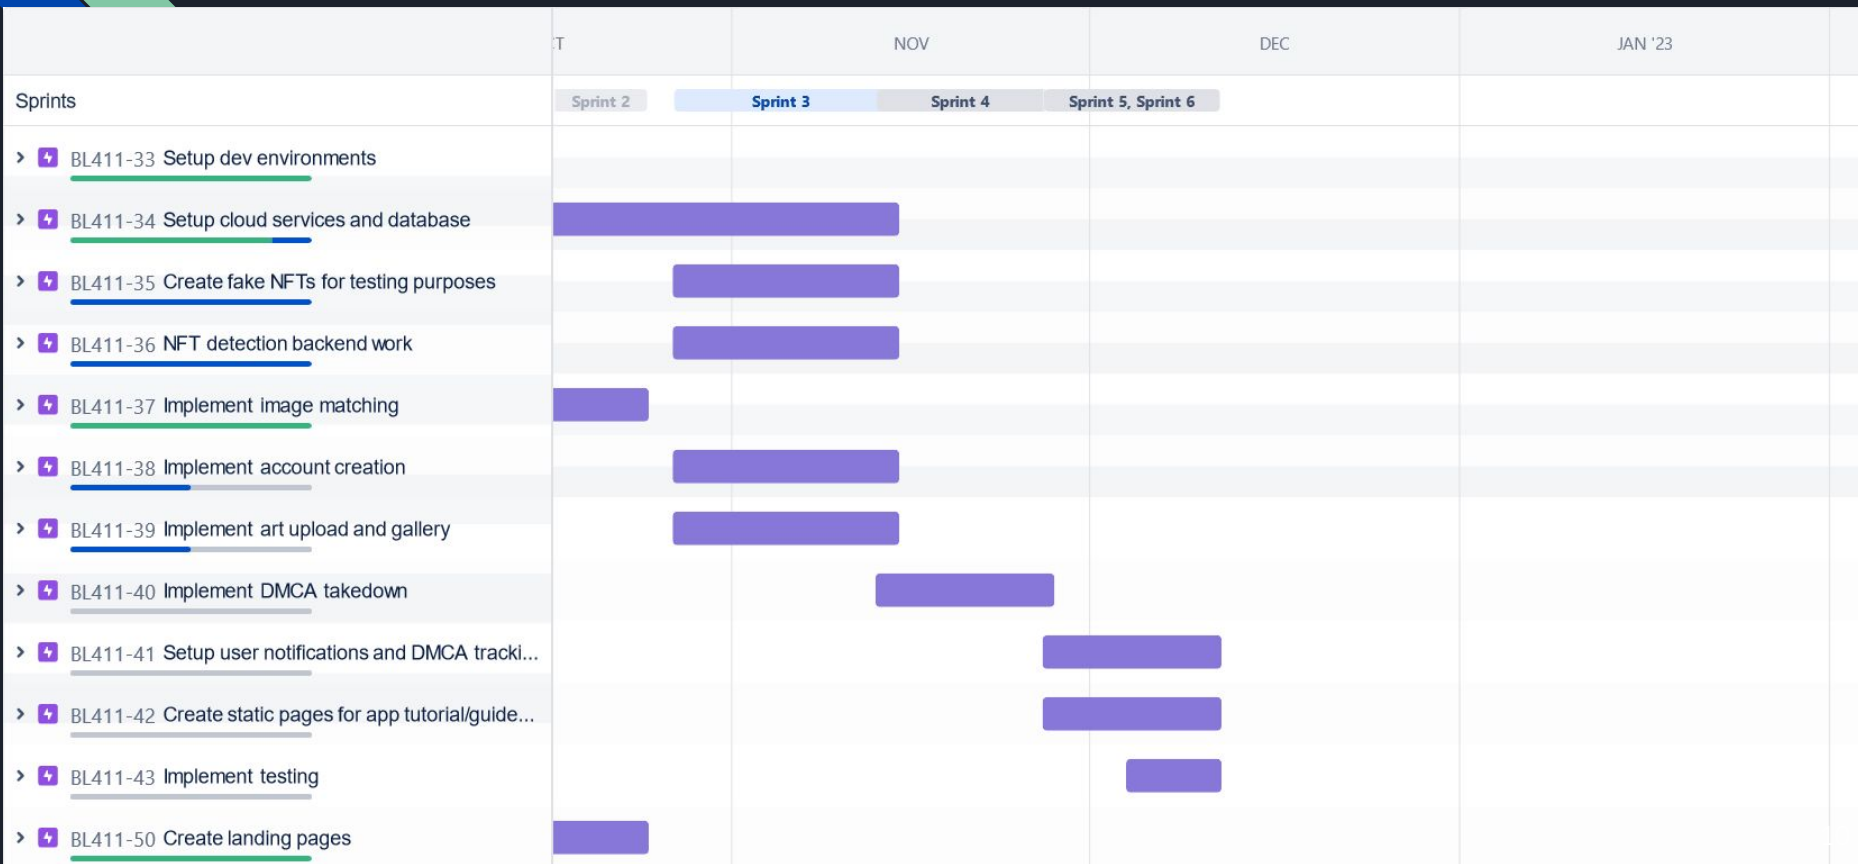 T NOV DEC JAN '23
Sprints Sprint 2 Sprint 3 Sprint 4 Sprint 5, Sprint 6
BL411-33 Setup dev environments
BL411-34 Setup cloud services and database
BL411-35 Create fake NFTs for testing purposes
BL411-36 NFT detection backend work
BL411-37 Implement image matching
BL411-38 Implement account creation
BL411-39 Implement art upload and gallery
BL411-40 Implement DMCA takedown
BL411-41 Setup user notifications and DMCA tracki...
BL411-42 Create static pages for app tutorial/guide...
BL411-43 Implement testing
BL411-50 Create landing pages